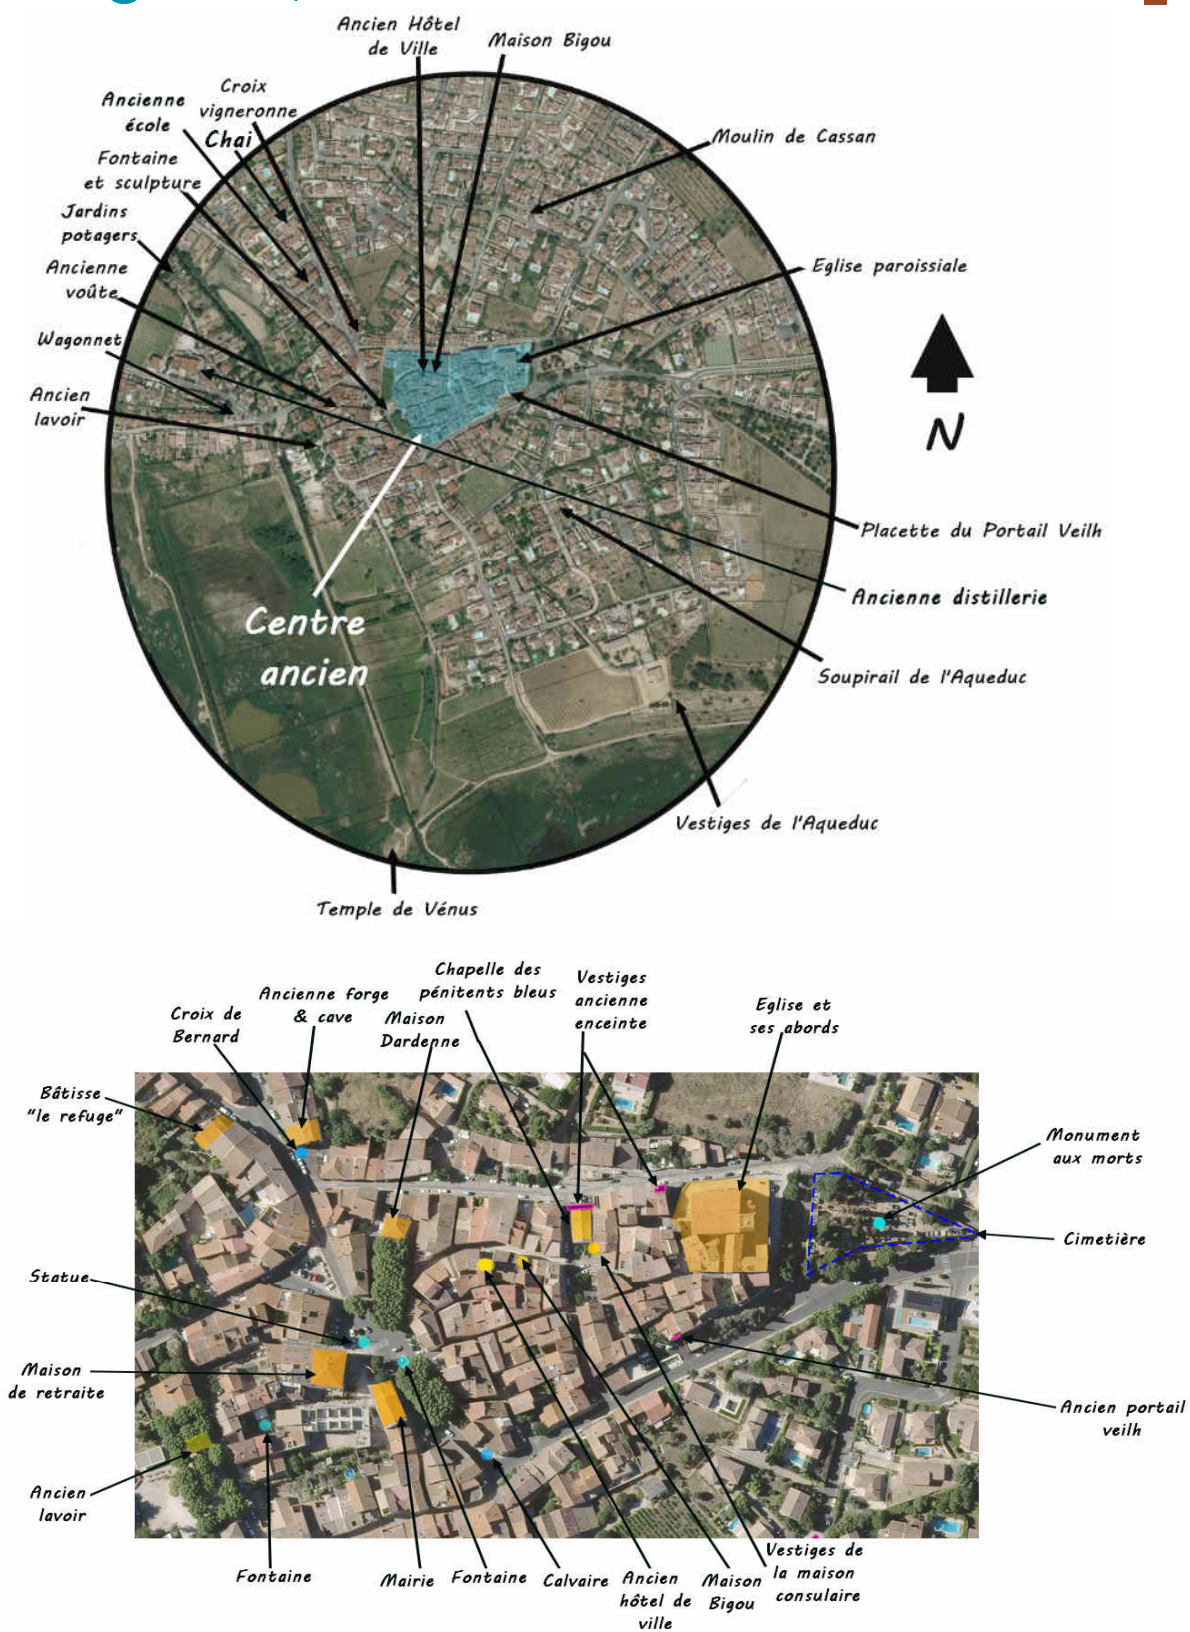 Ancien Hôtel
de Ville
Maison Bigou
Croix
vigneronne
Ancienne
école
Chai
Moulin de Cassan
Fontaine
et sculpture
Jardins
potagers
Ancienne
voûte
Eglise paroissiale
Wagonnet
Ancien
lavoir
N
Placette du Portail Veilh
Ancienne distillerie
Centre
ancien
Soupirail de l'Aqueduc
Vestiges de l'Aqueduc
Temple de Vénus
Chapelle des
pénitents bleus
Vestiges
ancienne
enceinte
Ancienne forge
& cave
Croix de
Bernard
Maison
Dardenne
Eglise et
ses abords
Bâtisse
"le refuge"
Monument
aux morts
Cimetière
Statue
Maison
de retraite
Ancien portail
veilh
Ancien
lavoir
Fontaine
Mairie
Fontaine
Calvaire
Ancien
hôtel de
ville
Maison
Bigou
Vestiges de
la maison
consulaire